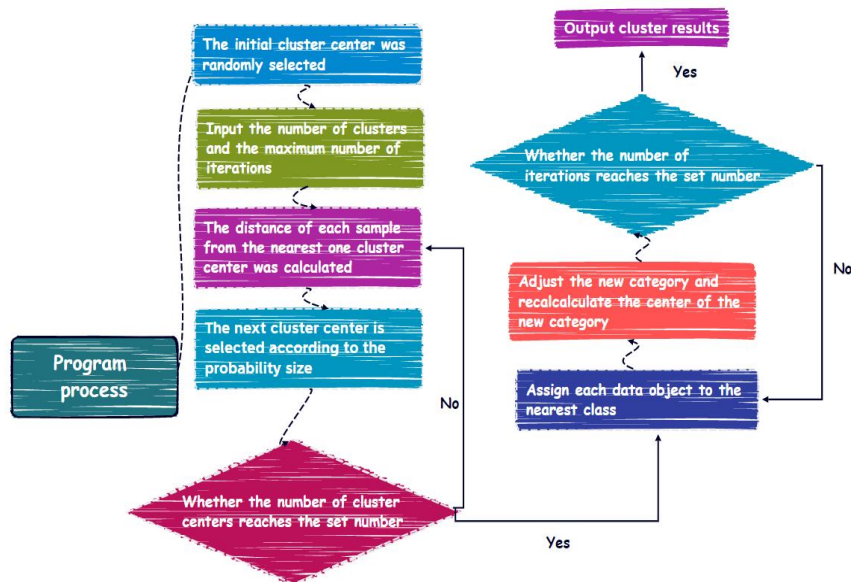 Program
process
The initial cluster center was
randomly selected
Input the number of clusters
and the maximum number of
iterations
The distance of each sample
from the nearest one cluster
center was calculated
The next cluster center is
selected according to the
probability size
Whether the number of cluster
centers reaches the set number
No
Yes
Assign each data object to the
nearest class
Adjust the new category and
recalcalculate the center of the
new category
Whether the number of
iterations reaches the set number
No
Yes
Output cluster results